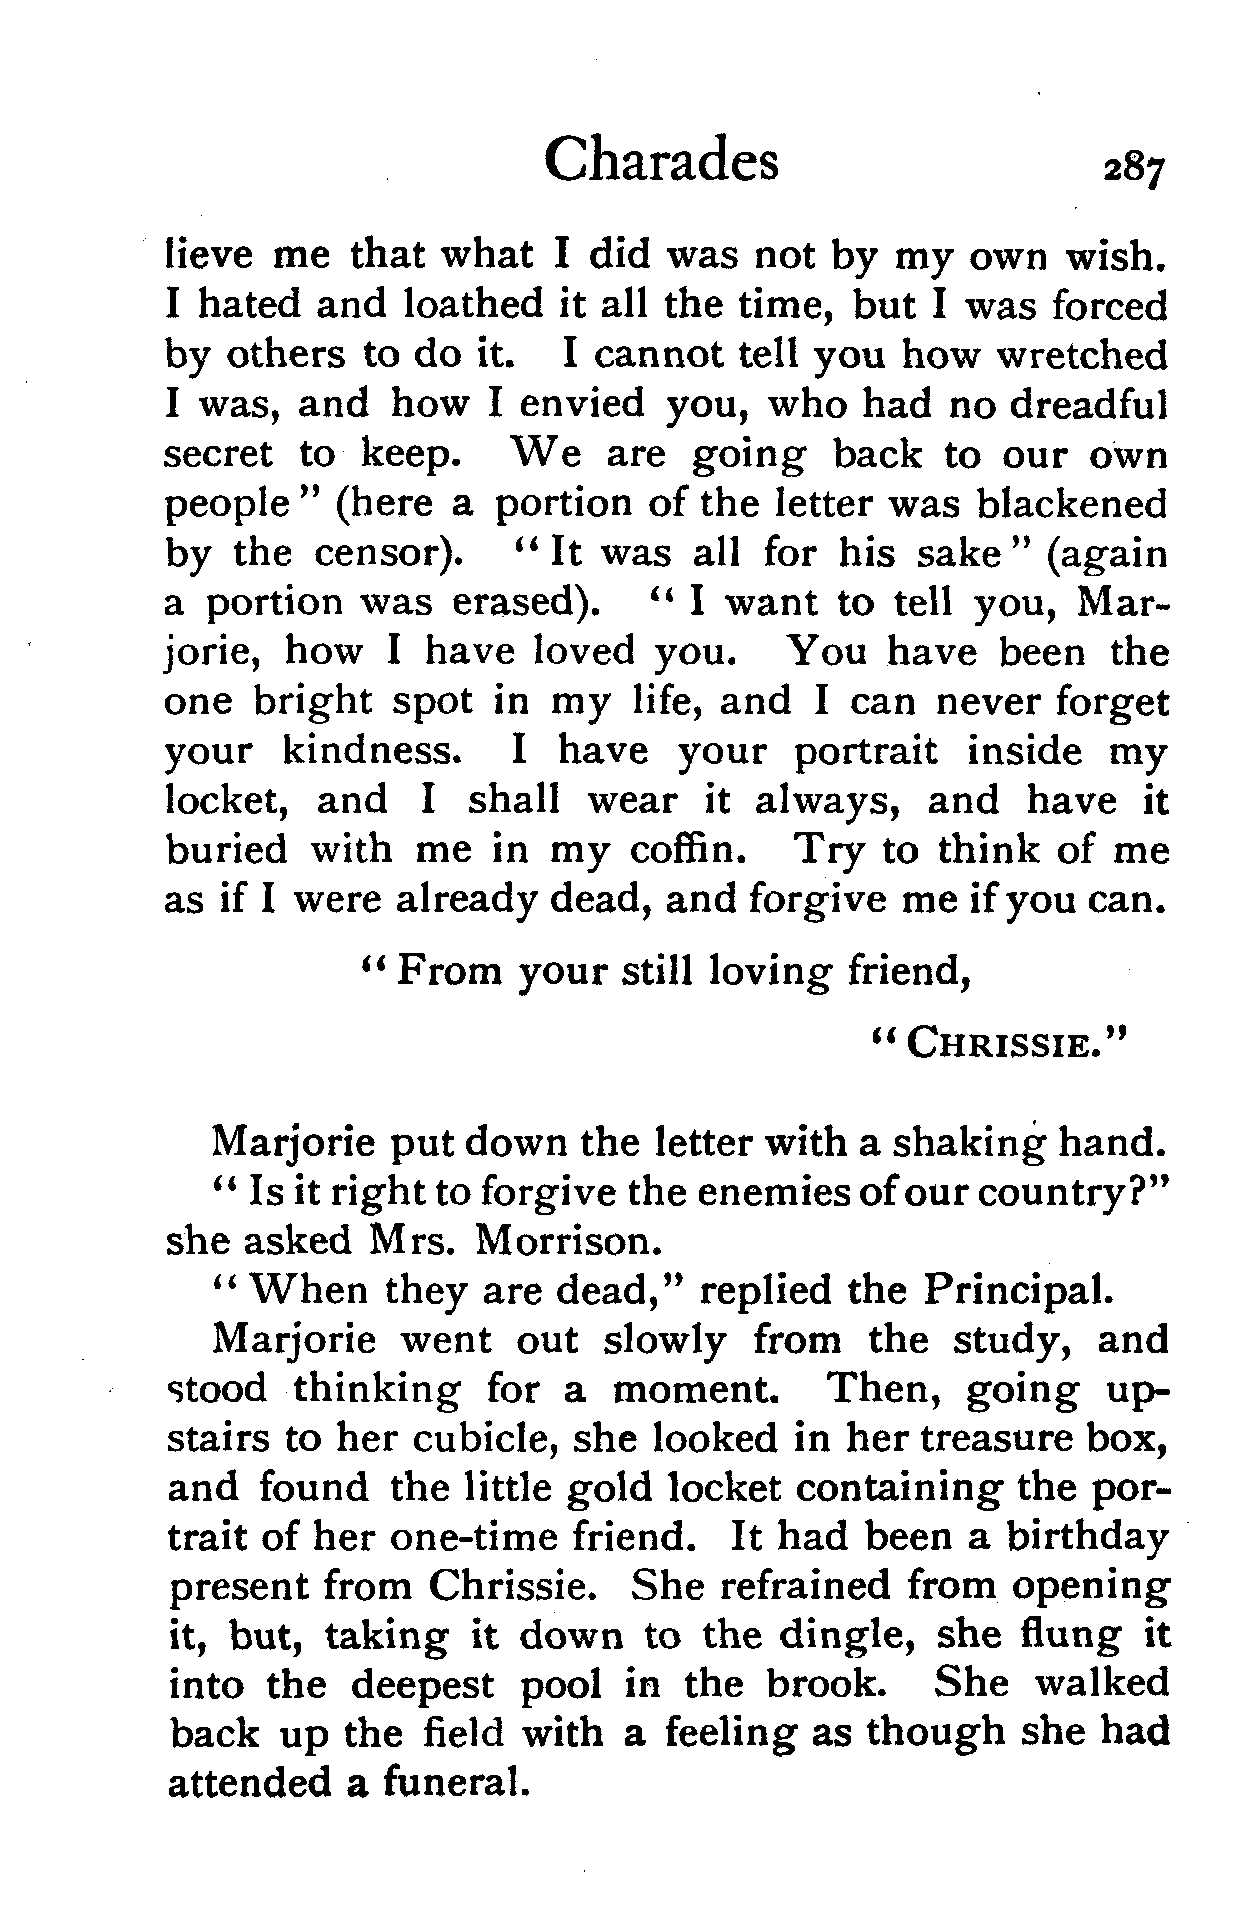 Charades 287
lieve me that what I did was not by my own wish.
I hated and loathed it all the time, but I was forced
by others to do it. I cannot tell you how wretched
I was, and how I envied you, who had no dreadful
secret to keep. We are going back to our own
people" (here a portion of the letter was blackened
by the censor). "It was all for his sake" (again
a portion was erased). "I want to tell you, Mar-
jorie, how I have loved you. You have been the
one bright spot in my life, and I can never forget
your kindness. I have your portrait inside my
locket, and I shall wear it always, and have it
buried with me in my coffin. Try to think of me
as if I were already dead, and forgive me if you can.
"From your still loving friend,
"CHRISSIE."
Marjorie put down the letter with a shaking hand.
"Is it right to forgive the enemies of our country?"
she asked Mrs. Morrison.
"When they are dead," replied the Principal.
Marjorie went out slowly from the study, and
stood thinking for a moment. Then, going up-
stairs to her cubicle, she looked in her treasure box,
and found the little gold locket containing the por-
trait of her one-time friend. It had been a birthday
present from Chrissie. She refrained from opening
it, but, taking it down to the dingle, she flung it
into the deepest pool in the brook. She walked
back up the field with a feeling as though she had
attended a funeral.